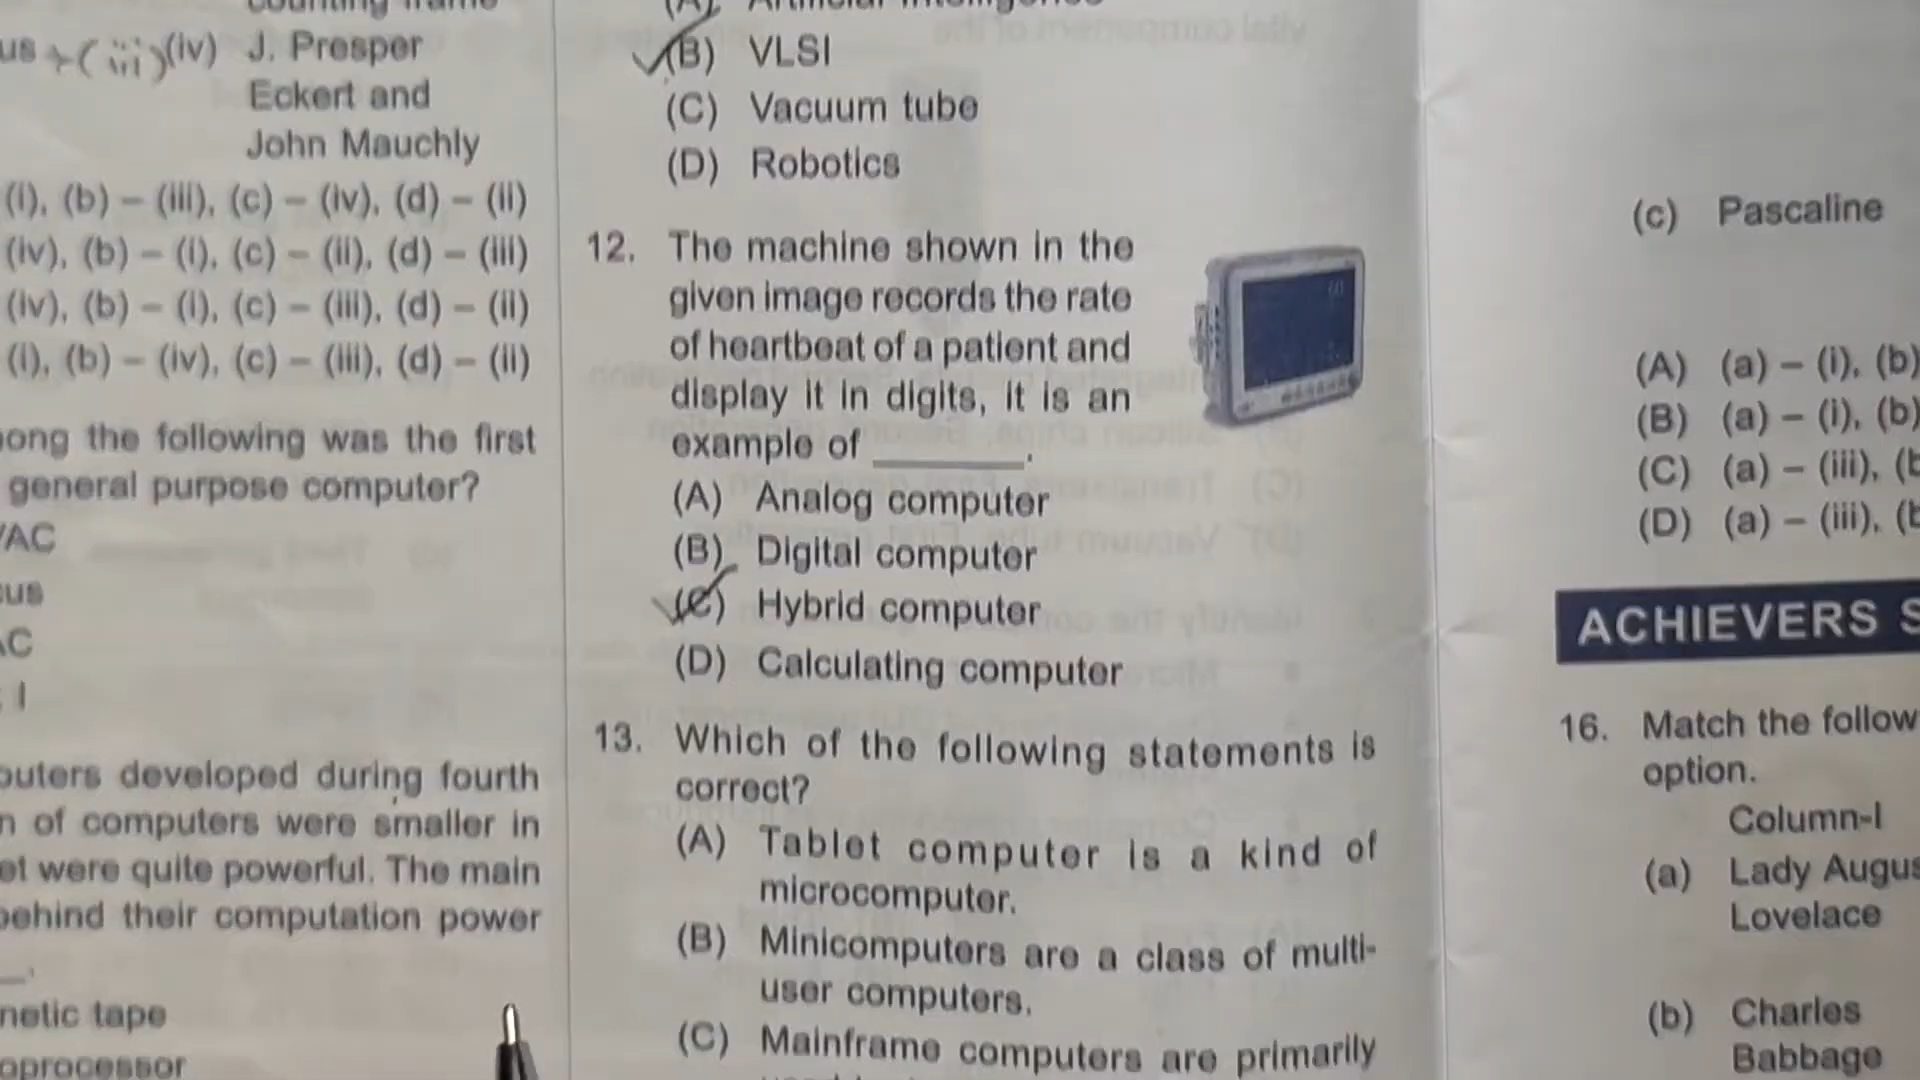 us → (iii) (iv) J. Presper
Eckert and
John Mauchly
(i), (b) – (iii), (c) – (iv), (d) – (ii)
(iv), (b) – (i), (c) – (ii), (d) – (iii)
(iv), (b) – (i), (c) – (iii), (d) – (ii)
(i), (b) – (iv), (c) – (iii), (d) – (ii)
ong the following was the first
general purpose computer?
AC
us
AC
I
outers developed during fourth
n of computers were smaller in
et were quite powerful. The main
behind their computation power
netic tape
oprocessor
(A) Artificial Intelligence
(B) VLSI
(C) Vacuum tube
(D) Robotics
12. The machine shown in the
given image records the rate
of heartbeat of a patient and
display it in digits, it is an
example of ________.
(A) Analog computer
(B) Digital computer
(C) Hybrid computer
(D) Calculating computer
13. Which of the following statements is
correct?
(A) Tablet computer is a kind of
microcomputer.
(B) Minicomputers are a class of multi-
user computers.
(C) Mainframe computers are primarily
(c) Pascaline
(A) (a) – (i), (b)
(B) (a) – (i), (b)
(C) (a) – (iii), (b
(D) (a) – (iii), (b
ACHIEVERS S
16. Match the follow
option.
Column-I
(a) Lady Augus
Lovelace
(b) Charles
Babbage